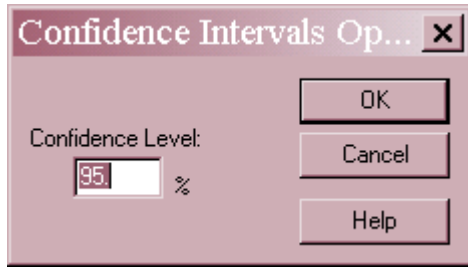 Confidence Intervals Op...
OK
Confidence Level:
Cancel
95. %
Help